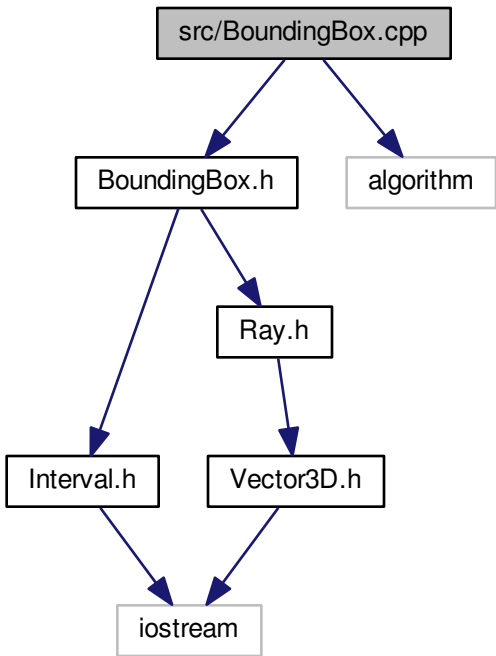 src/BoundingBox.cpp
BoundingBox.h
algorithm
Ray.h
Interval.h
Vector3D.h
iostream